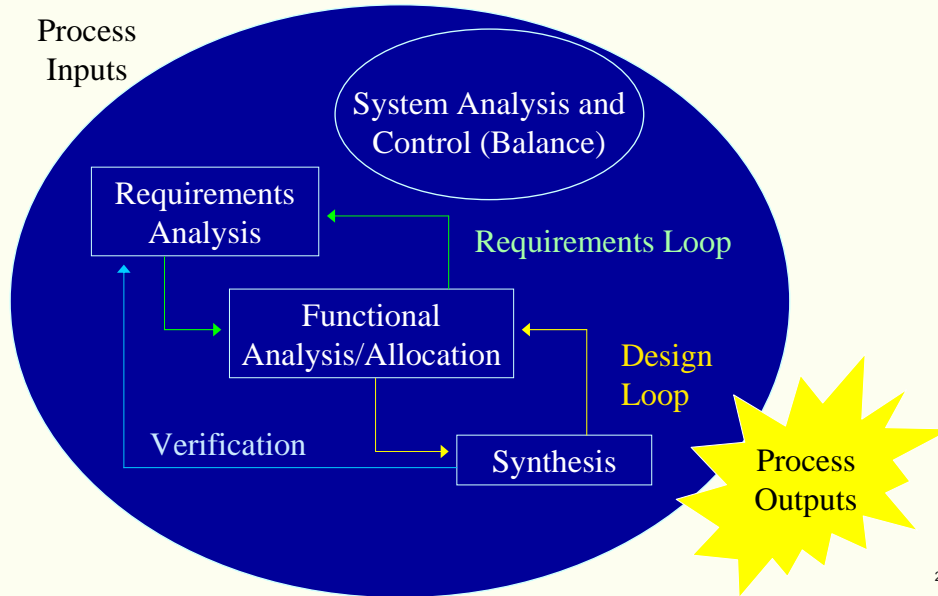 Process
Inputs
System Analysis and
Control (Balance)
Requirements
Analysis
Requirements Loop
Functional
Analysis/Allocation
Design
Loop
Verification
Synthesis
Process
Outputs
2